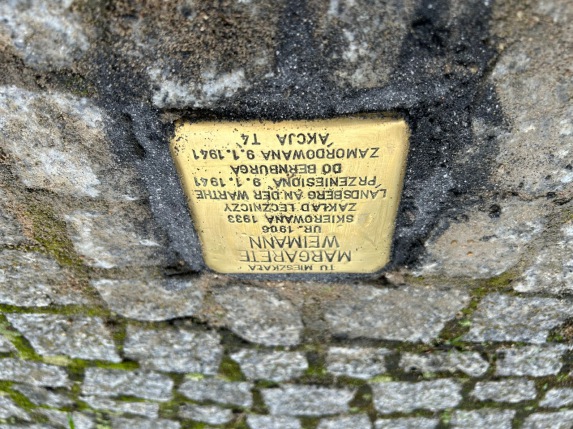 TU MIESZKAŁA
MARGARETE
WEIMANN
UR. 1906
SKIEROWANA 1933
ZAKŁAD LECZNICZY
LANDSBERG AN DER WARTHE
PRZENIESIONA 9.1.1941
DO BERNBURGA
ZAMORDOWANA 9.1.1941
AKCJA T4